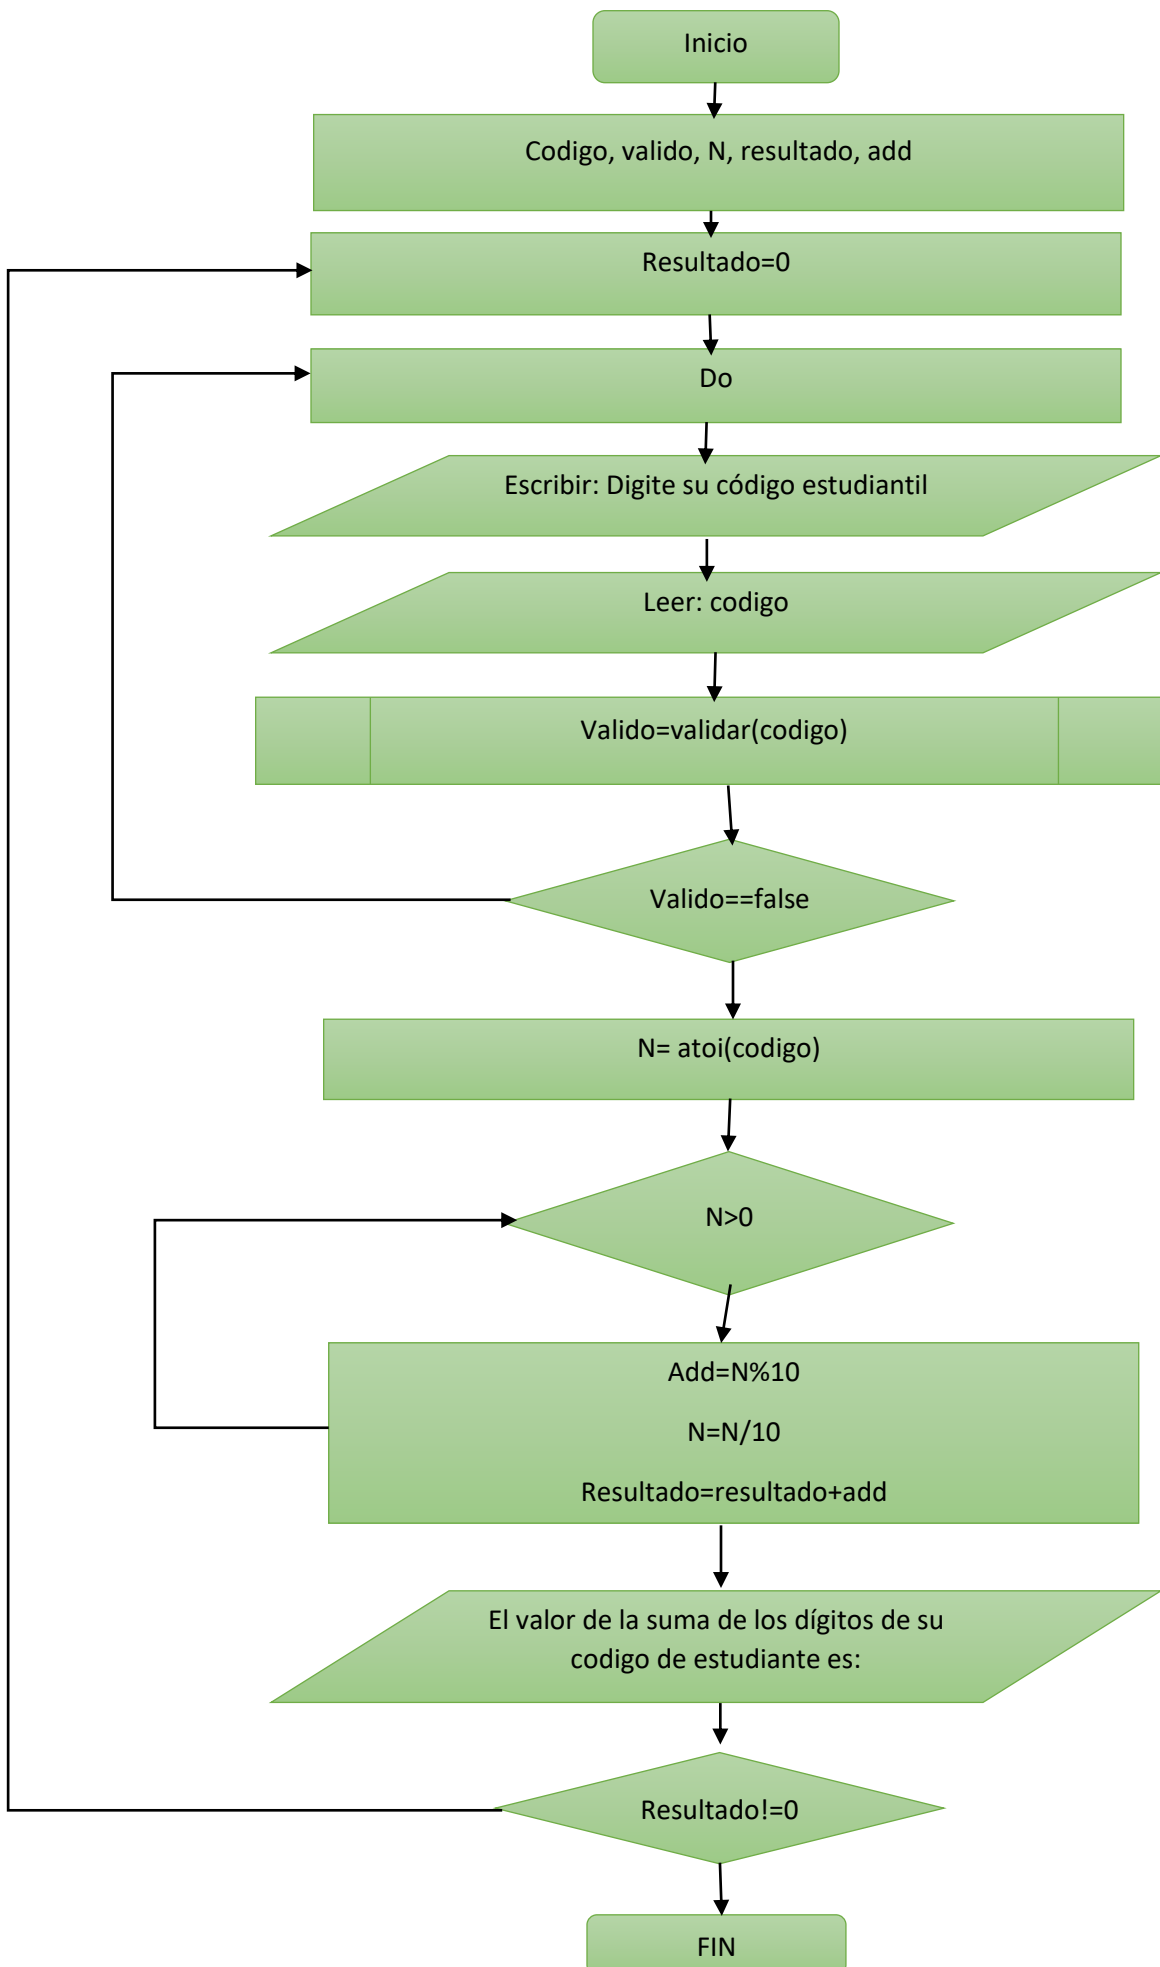 Inicio
Codigo, valido, N, resultado, add
Resultado=0
Do
Escribir: Digite su código estudiantil
Leer: codigo
Valido=validar(codigo)
Valido==false
N= atoi(codigo)
N>0
Add=N%10
N=N/10
Resultado=resultado+add
El valor de la suma de los dígitos de su
codigo de estudiante es:
Resultado!=0
FIN